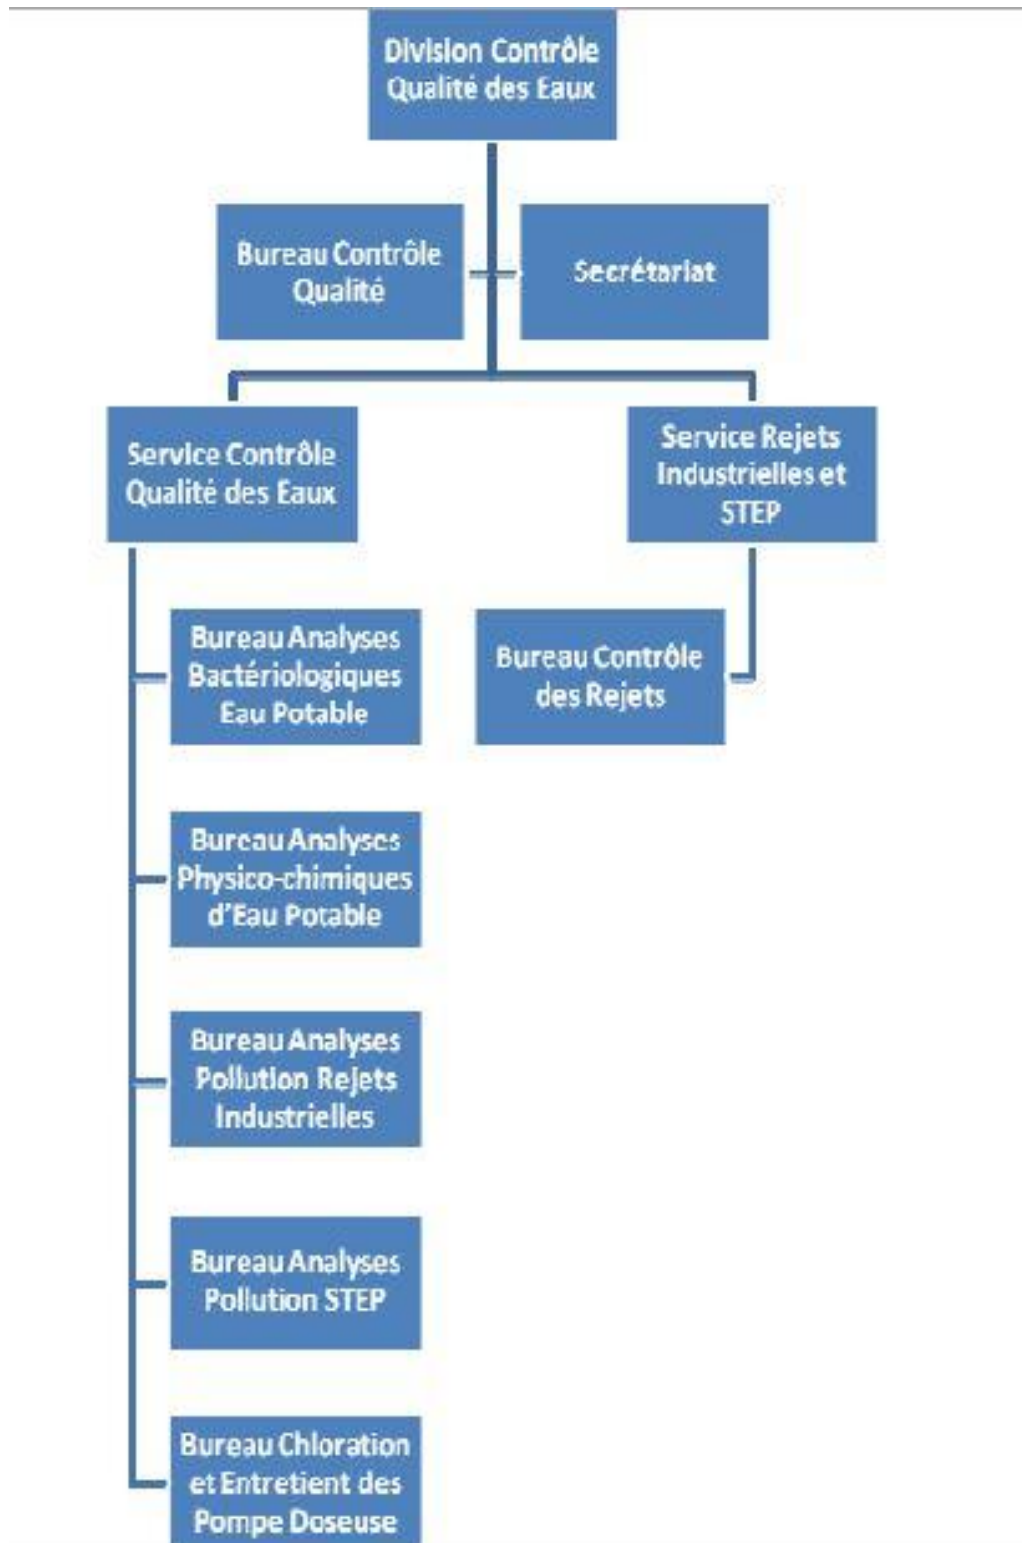 Division Contrôle
Qualité des Eaux
Bureau Contrôle
Qualité
Secrétariat
Service Contrôle
Qualité des Eaux
Service Rejets
Industrielles et
STEP
Bureau Analyses
Bactériologiques
Eau Potable
Bureau Contrôle
des Rejets
Bureau Analyses
Physico-chimiques
d'Eau Potable
Bureau Analyses
Pollution Rejets
Industrielles
Bureau Analyses
Pollution STEP
Bureau Chloration
et Entretient des
Pompe Doseuse